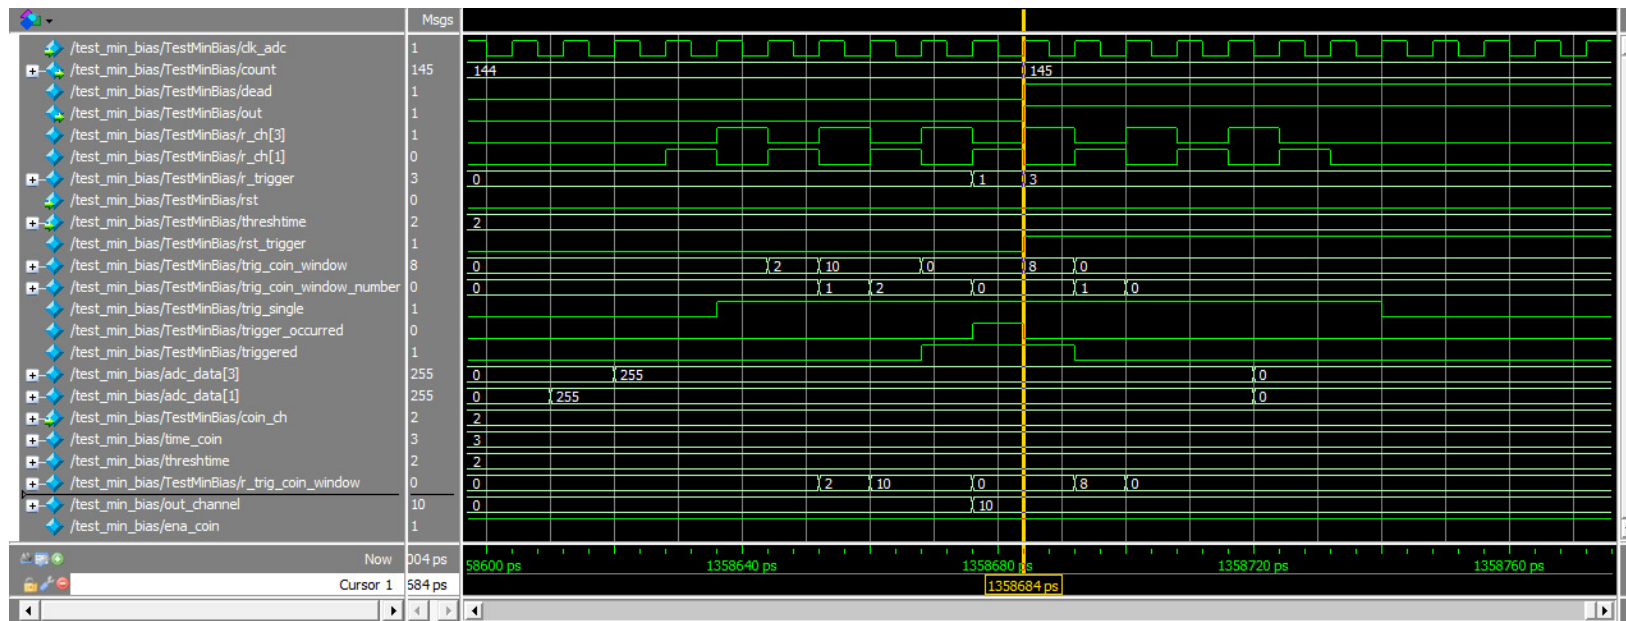 Msgs
/test_min_bias/TestMinBias/clk_adc 1
/test_min_bias/TestMinBias/count 145 144 145
/test_min_bias/TestMinBias/dead 1
/test_min_bias/TestMinBias/out 1
/test_min_bias/TestMinBias/r_ch[3] 1
/test_min_bias/TestMinBias/r_ch[1] 0
/test_min_bias/TestMinBias/r_trigger 3 0 1 3
/test_min_bias/TestMinBias/rst 0
/test_min_bias/TestMinBias/threshtime 2 2
/test_min_bias/TestMinBias/rst_trigger 1
/test_min_bias/TestMinBias/trig_coin_window 8 0 2 10 0 8 0
/test_min_bias/TestMinBias/trig_coin_window_number 0 0 1 2 0 1 0
/test_min_bias/TestMinBias/trig_single 1
/test_min_bias/TestMinBias/trigger_occurred 0
/test_min_bias/TestMinBias/triggered 1
/test_min_bias/adc_data[3] 255 0 255 0
/test_min_bias/adc_data[1] 255 0 255 0
/test_min_bias/TestMinBias/coin_ch 2 2
/test_min_bias/time_coin 3 3
/test_min_bias/threshtime 2 2
/test_min_bias/TestMinBias/r_trig_coin_window 0 0 2 10 0 8 0
/test_min_bias/out_channel 10 0 10
/test_min_bias/ena_coin 1
Now 004 ps 58600 ps 1358640 ps 1358680 ps 1358720 ps 1358760 ps
Cursor 1 684 ps 1358684 ps